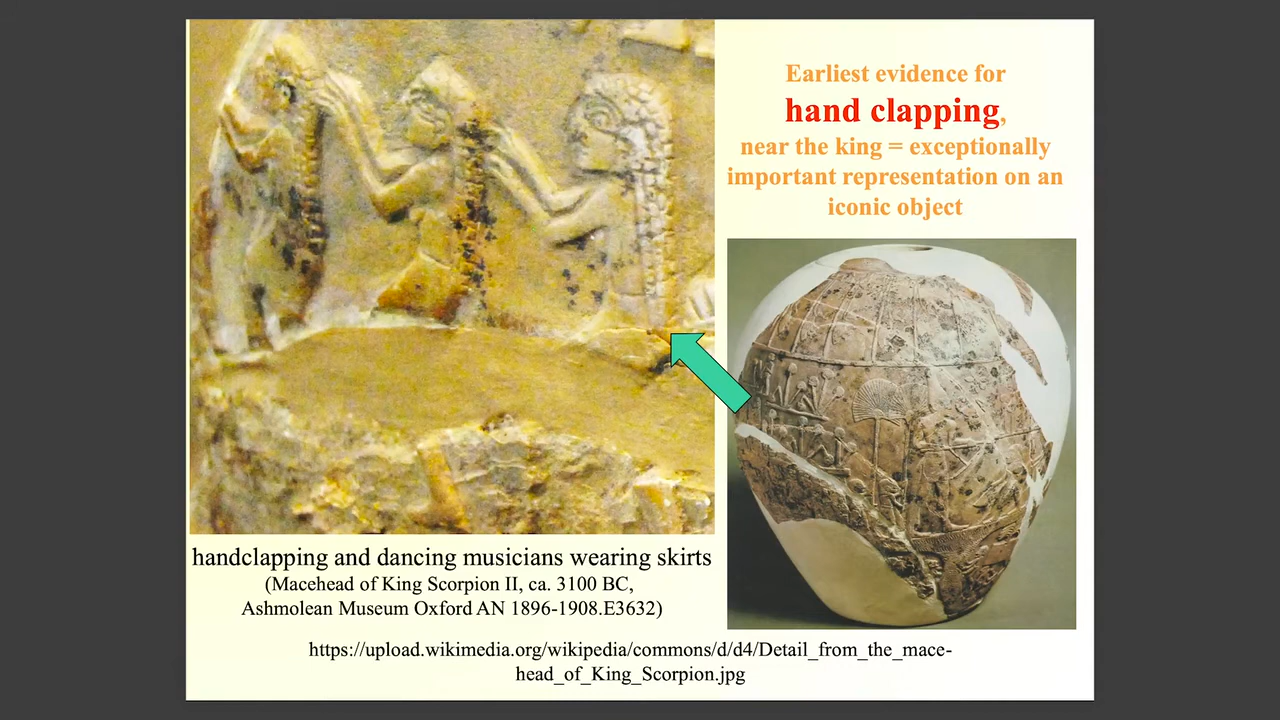 Earliest evidence for
hand clapping,
near the king = exceptionally
important representation on an
iconic object
handclapping and dancing musicians wearing skirts
(Macehead of King Scorpion II, ca. 3100 BC,
Ashmolean Museum Oxford AN 1896-1908.E3632)
https://upload.wikimedia.org/wikipedia/commons/d/d4/Detail_from_the_mace-
head_of_King_Scorpion.jpg